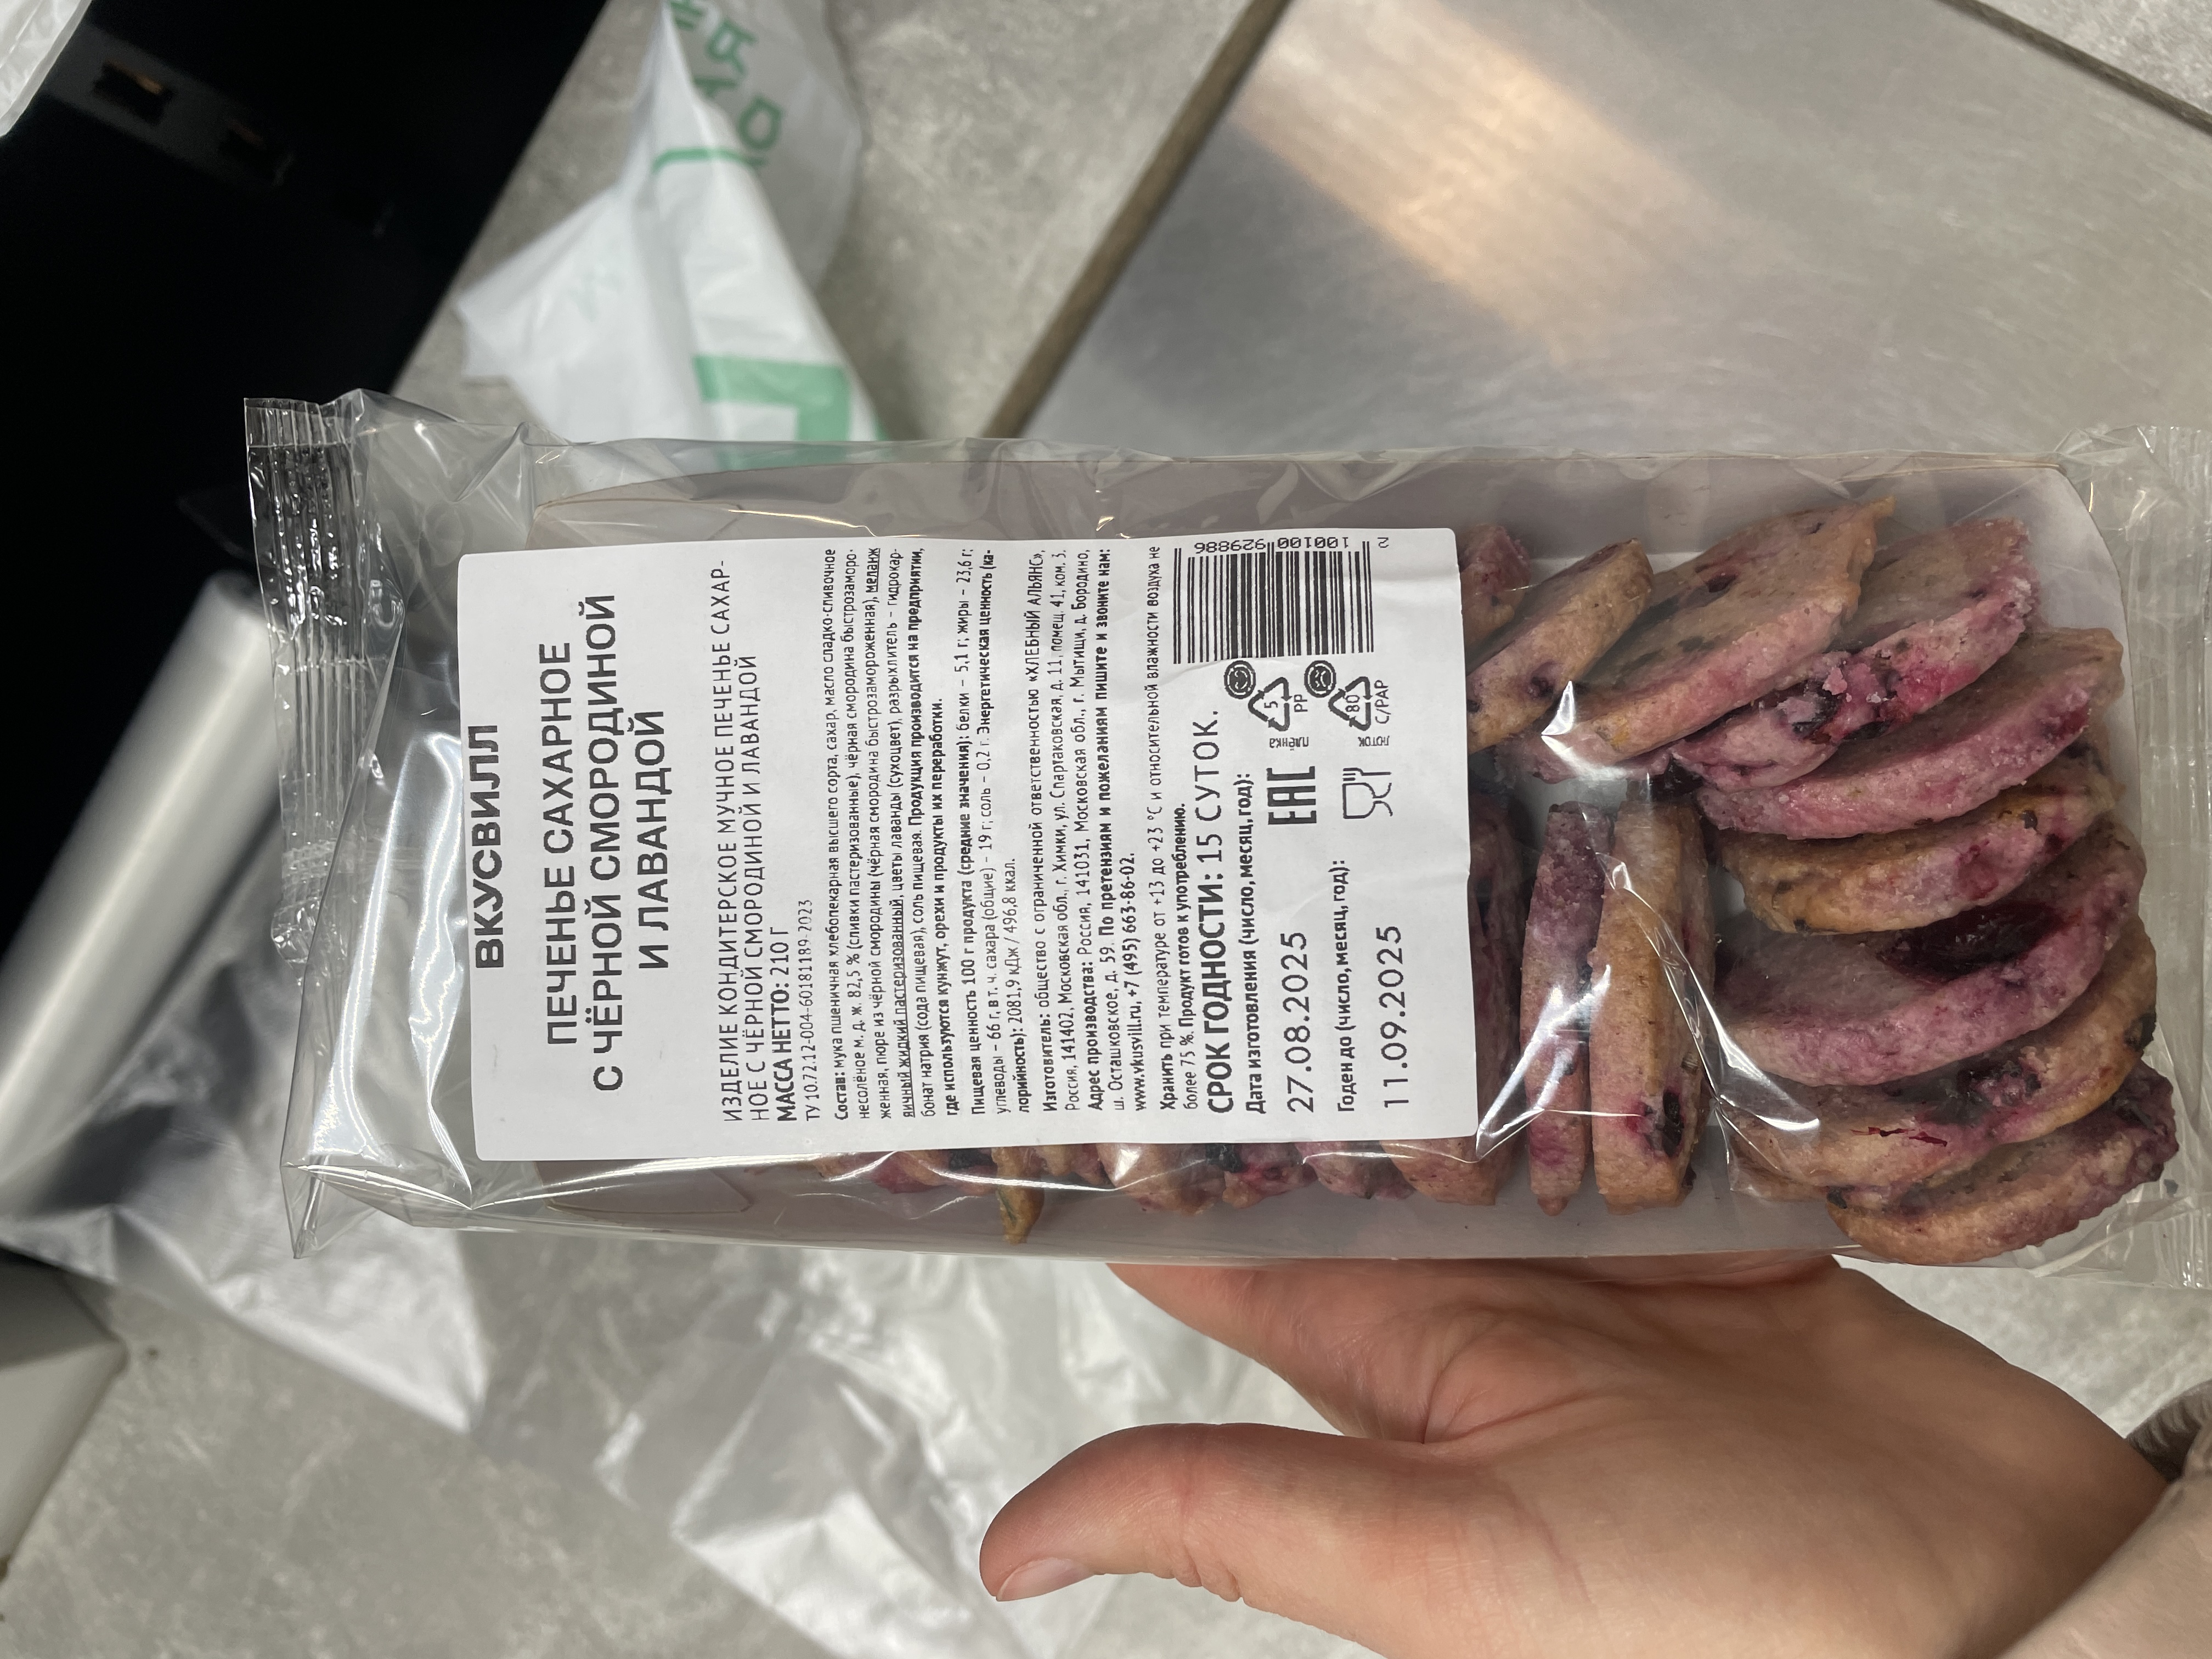 ВКУСВИЛЛ
ПЕЧЕНЬЕ САХАРНОЕ
С ЧЁРНОЙ СМОРОДИНОЙ
И ЛАВАНДОЙ
ИЗДЕЛИЕ КОНДИТЕРСКОЕ МУЧНОЕ ПЕЧЕНЬЕ САХАР-
НОЕ С ЧЁРНОЙ СМОРОДИНОЙ И ЛАВАНДОЙ
МАССА НЕТТО: 210 Г
ТУ 10.72.12-004-60181189-2023
Состав: мука пшеничная хлебопекарная высшего сорта, сахар, масло сладко-сливочное
несолёное м. д. ж. 82,5 % (сливки пастеризованные), чёрная смородина быстрозаморо-
женная, пюре из чёрной смородины (чёрная смородина быстрозамороженная), меланж
яичный жидкий пастеризованный, цветы лаванды (сухоцвет), разрыхлитель - гидрокар-
бонат натрия (сода пищевая), соль пищевая. Продукция производится на предприятии,
где используются кунжут, орехи и продукты их переработки.
Пищевая ценность 100 г продукта (средние значения): белки – 5,1 г; жиры – 23,6 г;
углеводы – 66 г, в т. ч. сахара (общие) – 19 г; соль – 0,2 г. Энергетическая ценность (ка-
лорийность): 2081,9 кДж / 496,8 ккал.
Изготовитель: общество с ограниченной ответственностью «ХЛЕБНЫЙ АЛЬЯНС»,
Россия, 141402, Московская обл., г. Химки, ул. Спартаковская, д. 11, помещ. 41, ком. 3.
Адрес производства: Россия, 141031, Московская обл., г. Мытищи, д. Бородино,
ш. Осташковское, д. 59. По претензиям и пожеланиям пишите и звоните нам:
www.vkusvill.ru, +7 (495) 663-86-02.
Хранить при температуре от +13 до +23 °С и относительной влажности воздуха не
более 75 %. Продукт готов к употреблению.
СРОК ГОДНОСТИ: 15 СУТОК.
Дата изготовления (число, месяц, год):
27.08.2025
Годен до (число, месяц, год):
11.09.2025
EAC
плёнка
5
PP
лоток
80
C/PAP
2 100100 929886